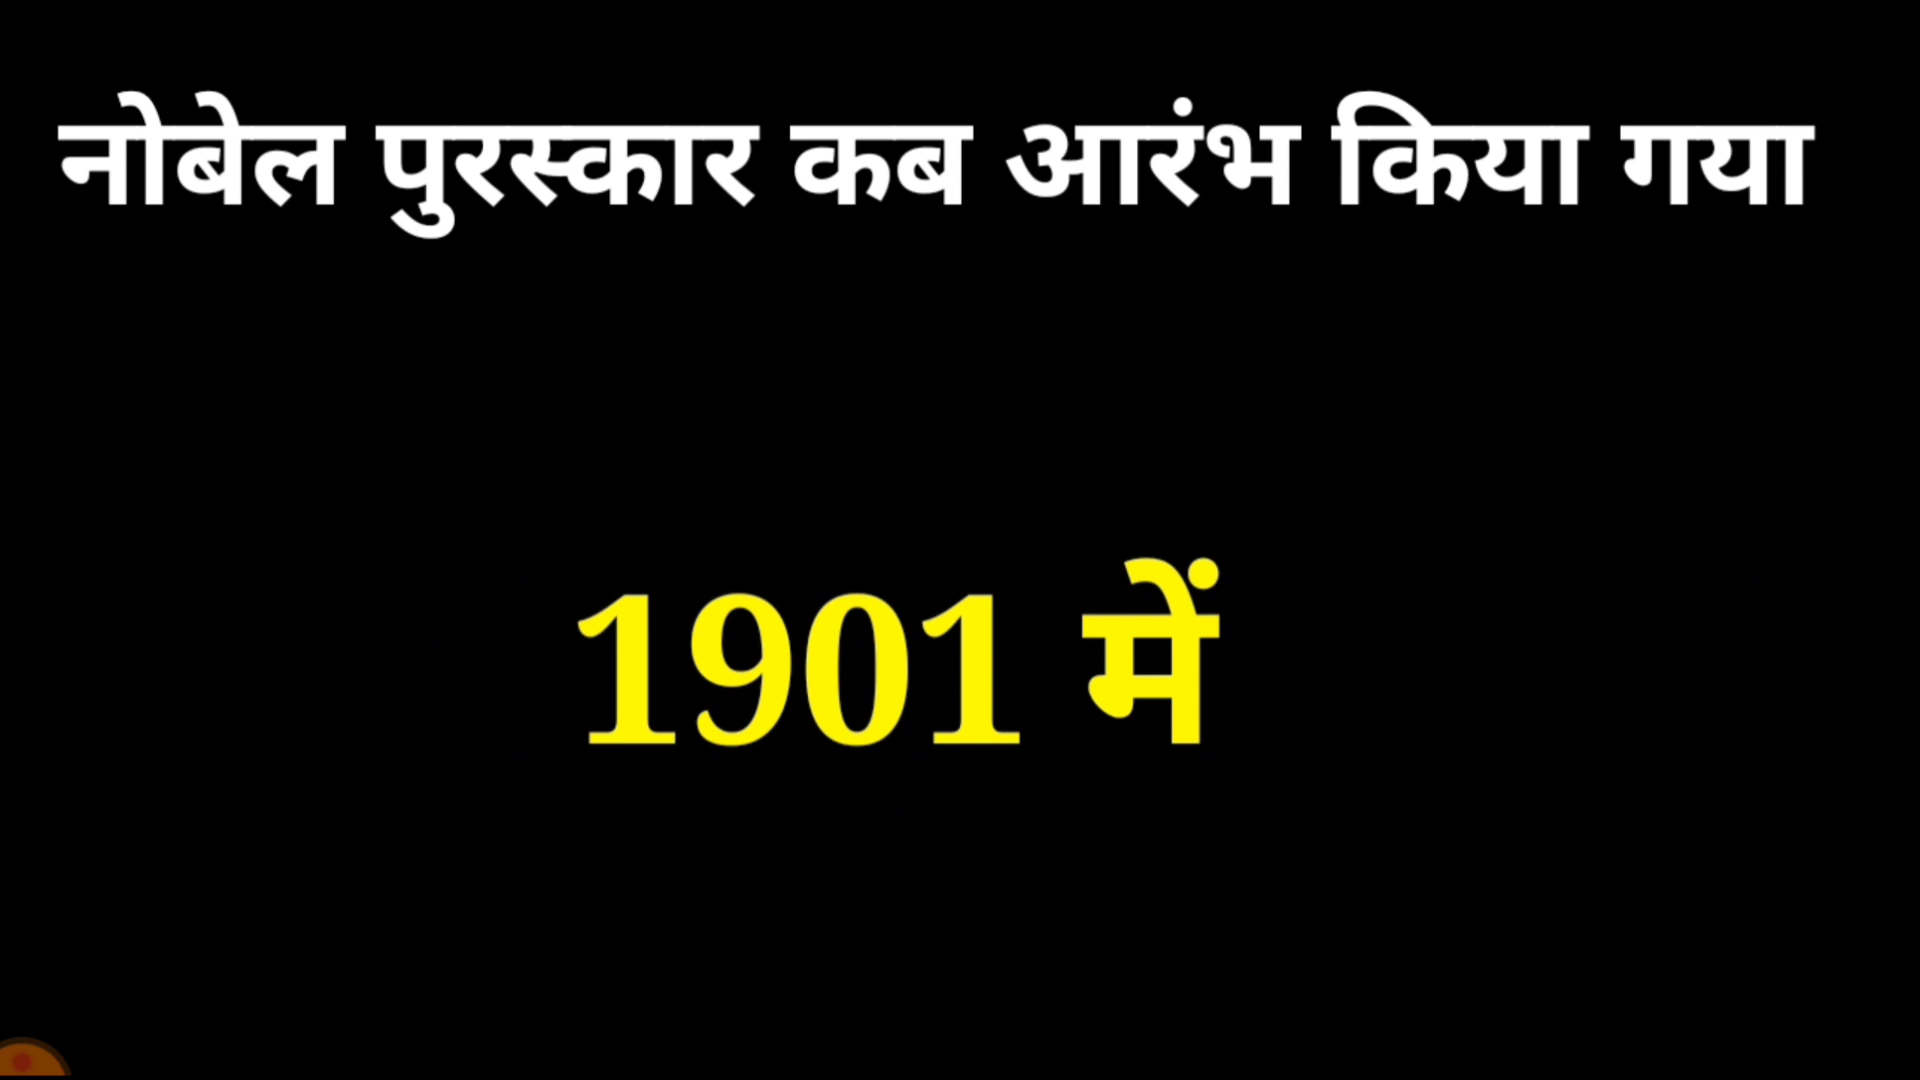 नोबेल पुरस्कार कब आरंभ किया गया
1901 में